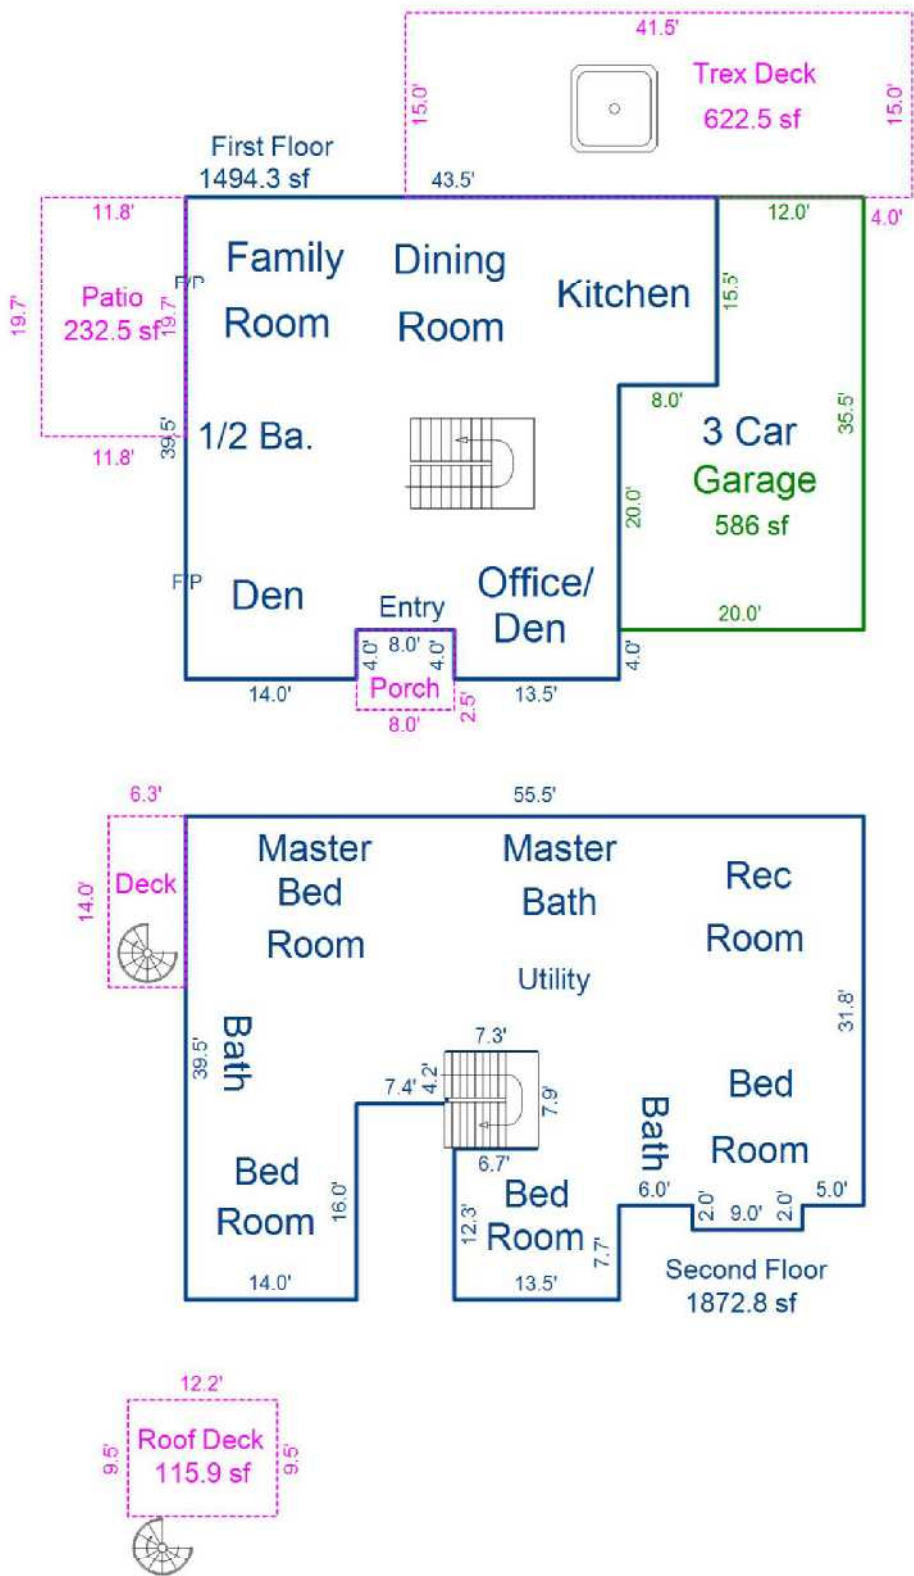 41.5'
15.0'
Trex Deck
622.5 sf
15.0'
First Floor
1494.3 sf
43.5'
11.8'
12.0'
4.0'
Family
Room
Dining
Room
Kitchen
F/P
15.5'
19.7'
Patio
232.5 sf
19.7'
8.0'
35.5'
11.8'
39.5'
1/2 Ba.
3 Car
Garage
586 sf
20.0'
F/P
Den
Entry
Office/
Den
20.0'
4.0'
8.0'
4.0'
4.0'
14.0'
Porch
13.5'
2.5'
8.0'
6.3'
55.5'
14.0'
Deck
Master
Bed
Room
Master
Bath
Rec
Room
Utility
31.8'
39.5'
Bath
7.3'
7.4'
4.2'
7.9'
Bath
Bed
Room
6.7'
Bed
Room
16.0'
12.3'
Bed
Room
7.7'
6.0'
2.0'
9.0'
2.0'
5.0'
14.0'
13.5'
Second Floor
1872.8 sf
12.2'
9.5'
Roof Deck
115.9 sf
9.5'